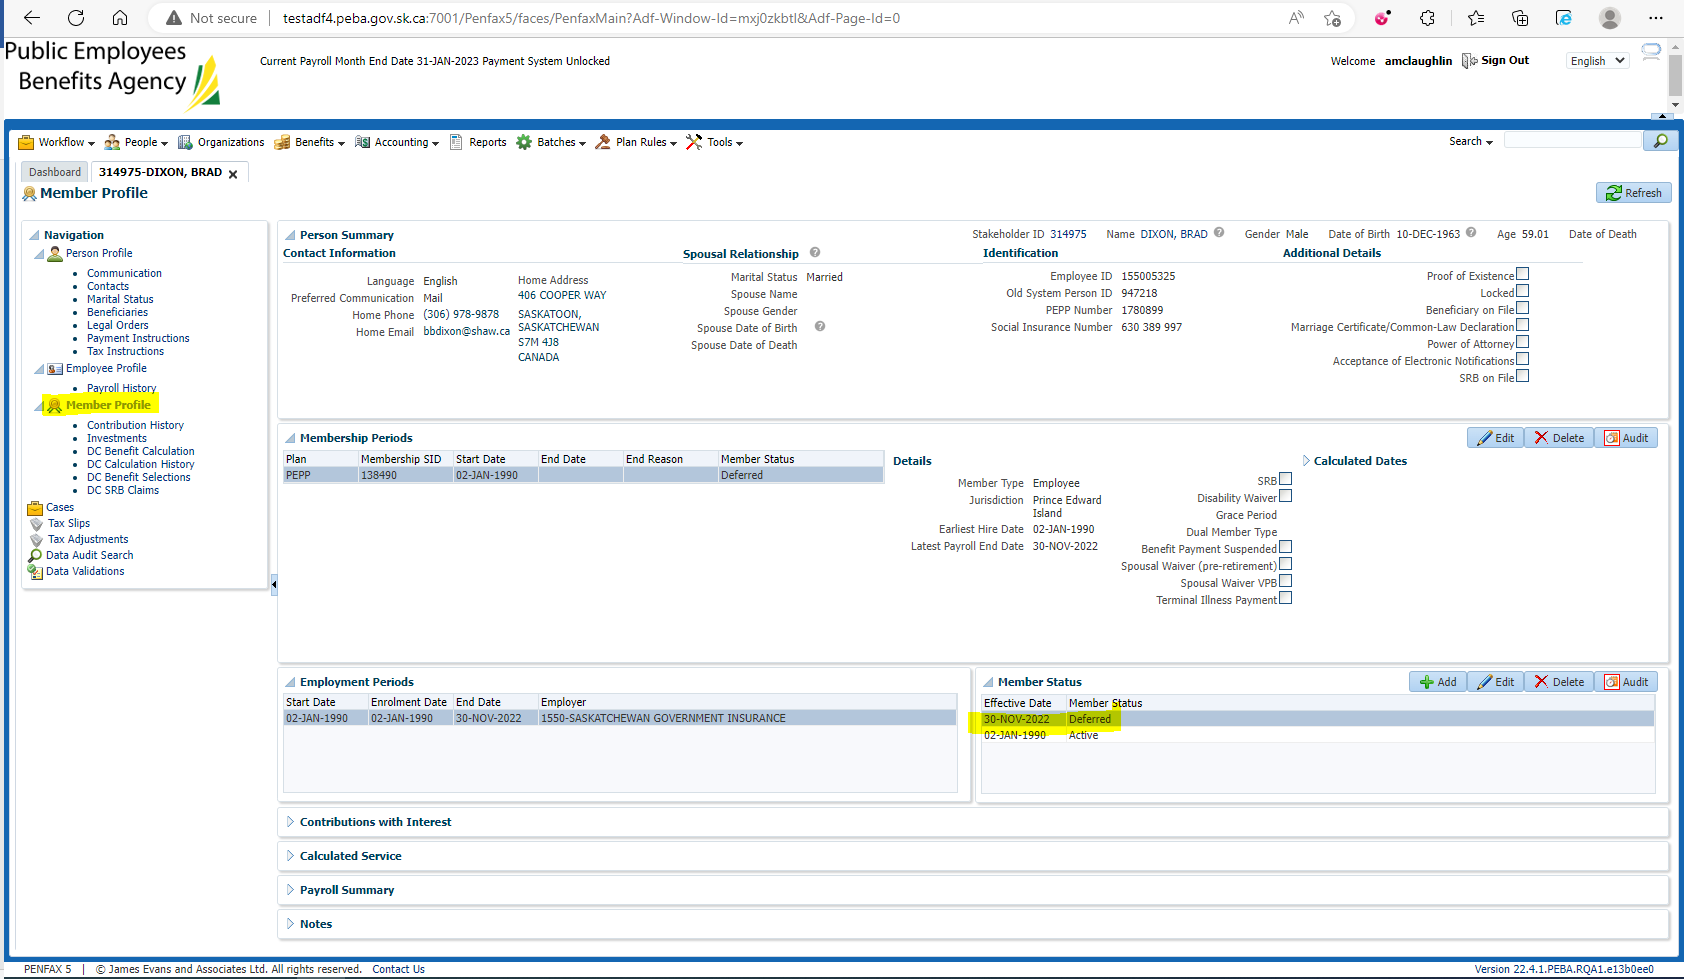 Not secure testadf4.peba.gov.sk.ca:7001/Penfax5/faces/PenfaxMain?Adf-Window-Id=mxj0zkbtl&Adf-Page-Id=0
Public Employees
Benefits Agency
Current Payroll Month End Date 31-JAN-2023 Payment System Unlocked
Welcome amclaughlin Sign Out English
Workflow People Organizations Benefits Accounting Reports Batches Plan Rules Tools Search
Dashboard 314975-DIXON, BRAD
Member Profile
Refresh
Navigation
Person Profile
Communication
Contacts
Marital Status
Beneficiaries
Legal Orders
Payment Instructions
Tax Instructions
Employee Profile
Payroll History
Member Profile
Contribution History
Investments
DC Benefit Calculation
DC Calculation History
DC Benefit Selections
DC SRB Claims
Cases
Tax Slips
Tax Adjustments
Data Audit Search
Data Validations
Person Summary
Stakeholder ID 314975 Name DIXON, BRAD Gender Male Date of Birth 10-DEC-1963 Age 59.01 Date of Death
Contact Information
Language English
Preferred Communication Mail
Home Phone (306) 978-9878
Home Email bbdixon@shaw.ca
Home Address
406 COOPER WAY
SASKATOON,
SASKATCHEWAN
S7M 4J8
CANADA
Spousal Relationship
Marital Status Married
Spouse Name
Spouse Gender
Spouse Date of Birth
Spouse Date of Death
Identification
Employee ID 155005325
Old System Person ID 947218
PEPP Number 1780899
Social Insurance Number 630 389 997
Additional Details
Proof of Existence
Locked
Beneficiary on File
Marriage Certificate/Common-Law Declaration
Power of Attorney
Acceptance of Electronic Notifications
SRB on File
Membership Periods
Edit Delete Audit
Plan Membership SID Start Date End Date End Reason Member Status
PEPP 138490 02-JAN-1990 Deferred
Details
Member Type Employee
Jurisdiction Prince Edward
Island
Earliest Hire Date 02-JAN-1990
Latest Payroll End Date 30-NOV-2022
SRB
Disability Waiver
Grace Period
Dual Member Type
Benefit Payment Suspended
Spousal Waiver (pre-retirement)
Spousal Waiver VPB
Terminal Illness Payment
Calculated Dates
Employment Periods
Start Date Enrolment Date End Date Employer
02-JAN-1990 02-JAN-1990 30-NOV-2022 1550-SASKATCHEWAN GOVERNMENT INSURANCE
Member Status
Add Edit Delete Audit
Effective Date Member Status
30-NOV-2022 Deferred
02-JAN-1990 Active
Contributions with Interest
Calculated Service
Payroll Summary
Notes
PENFAX 5 | © James Evans and Associates Ltd. All rights reserved. Contact Us
Version 22.4.1.PEBA.RQA1.e13b0ee0